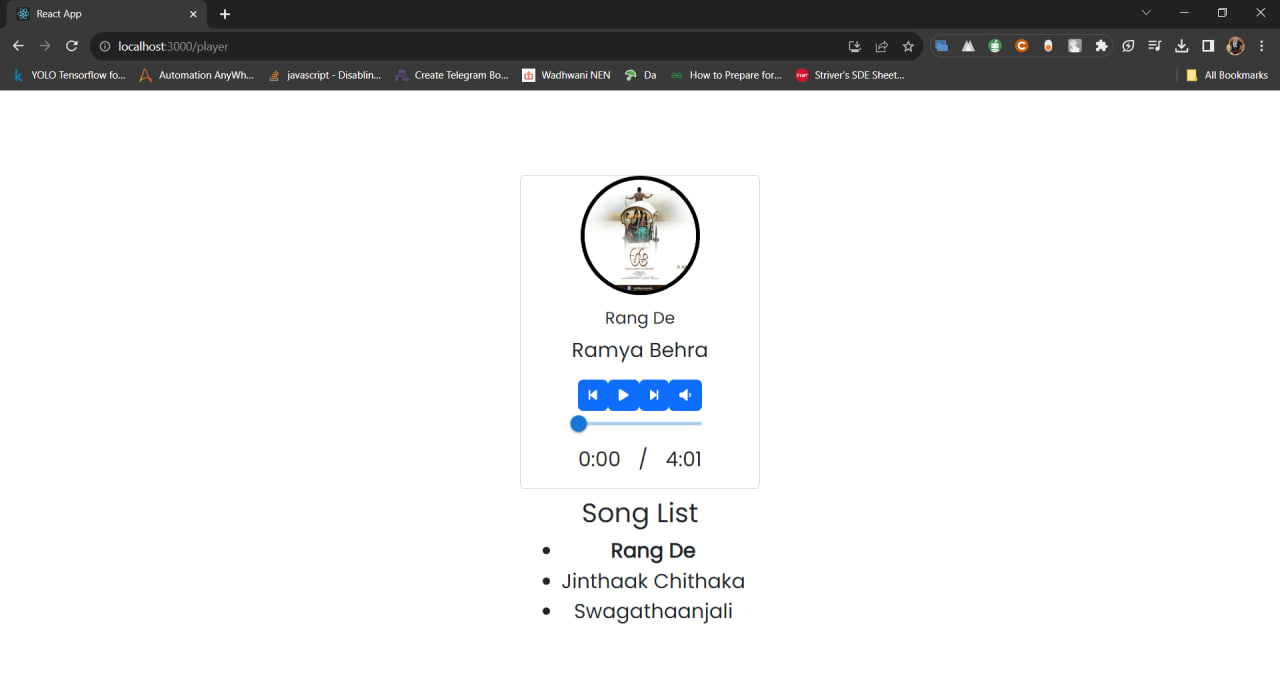 React App
localhost:3000/player
YOLO Tensorflow fo... Automation AnyWh... javascript - Disablin... Create Telegram Bo... Wadhwani NEN Da How to Prepare for... Striver's SDE Sheet... All Bookmarks
Rang De
Ramya Behra
0:00 / 4:01
Song List
• Rang De
• Jinthaak Chithaka
• Swagathaanjali